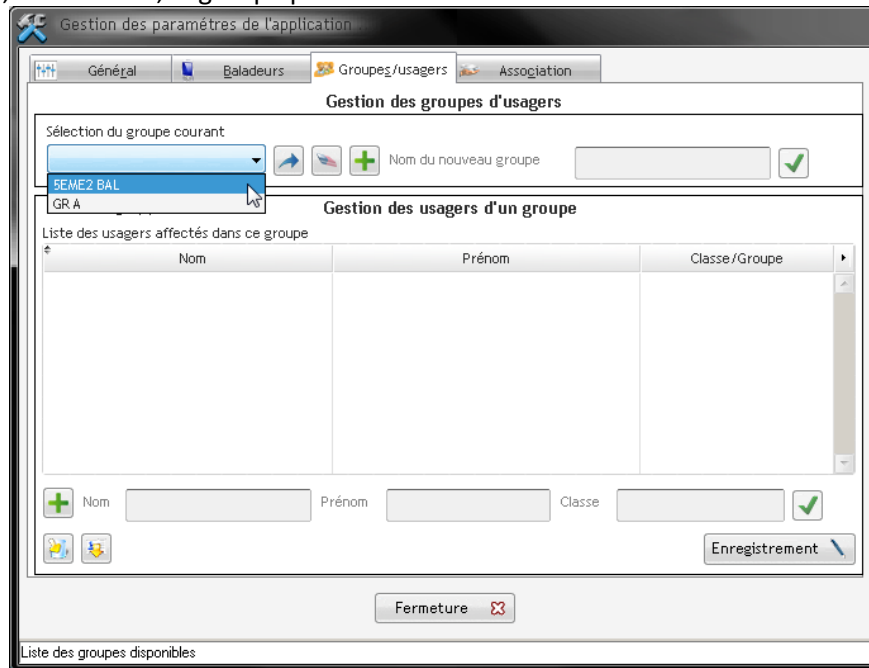 Gestion des paramétres de l'application ...
Général Baladeurs Groupes/usagers Association
Gestion des groupes d'usagers
Sélection du groupe courant
Nom du nouveau groupe
5EME2 BAL
GR A
Gestion des usagers d'un groupe
Liste des usagers affectés dans ce groupe
Nom Prénom Classe/Groupe
Nom Prénom Classe
Enregistrement
Fermeture
Liste des groupes disponibles